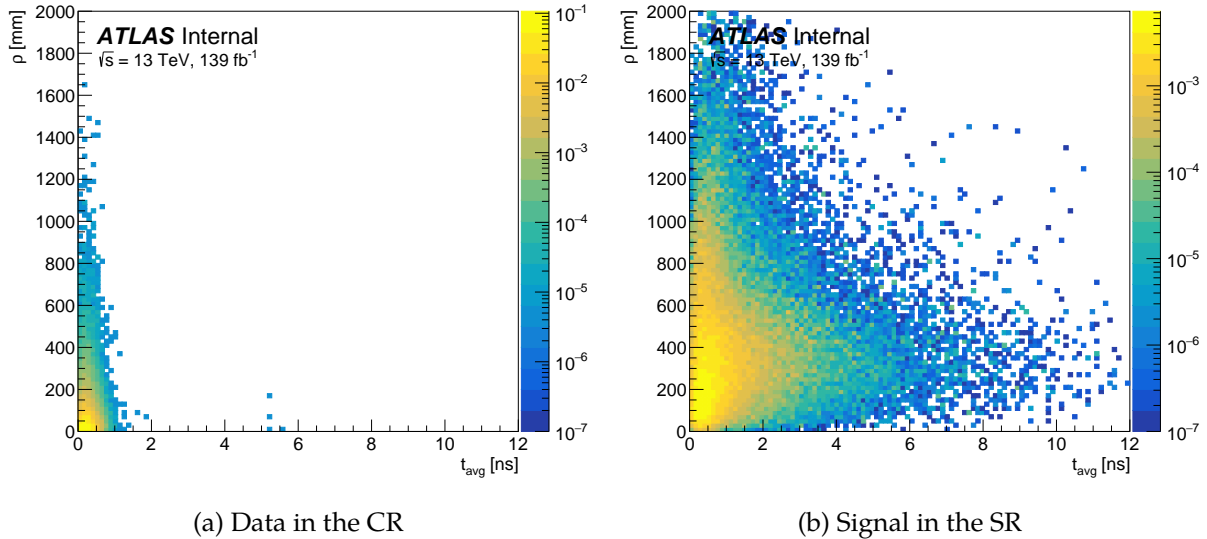 ρ [mm]
2000
1800
1600
1400
1200
1000
800
600
400
200
0
ATLAS Internal
√s = 13 TeV, 139 fb⁻¹
0 2 4 6 8 10 12
t_avg [ns]
10⁻¹
10⁻²
10⁻³
10⁻⁴
10⁻⁵
10⁻⁶
10⁻⁷
(a) Data in the CR
ρ [mm]
2000
1800
1600
1400
1200
1000
800
600
400
200
0
ATLAS Internal
√s = 13 TeV, 139 fb⁻¹
0 2 4 6 8 10 12
t_avg [ns]
10⁻³
10⁻⁴
10⁻⁵
10⁻⁶
10⁻⁷
(b) Signal in the SR